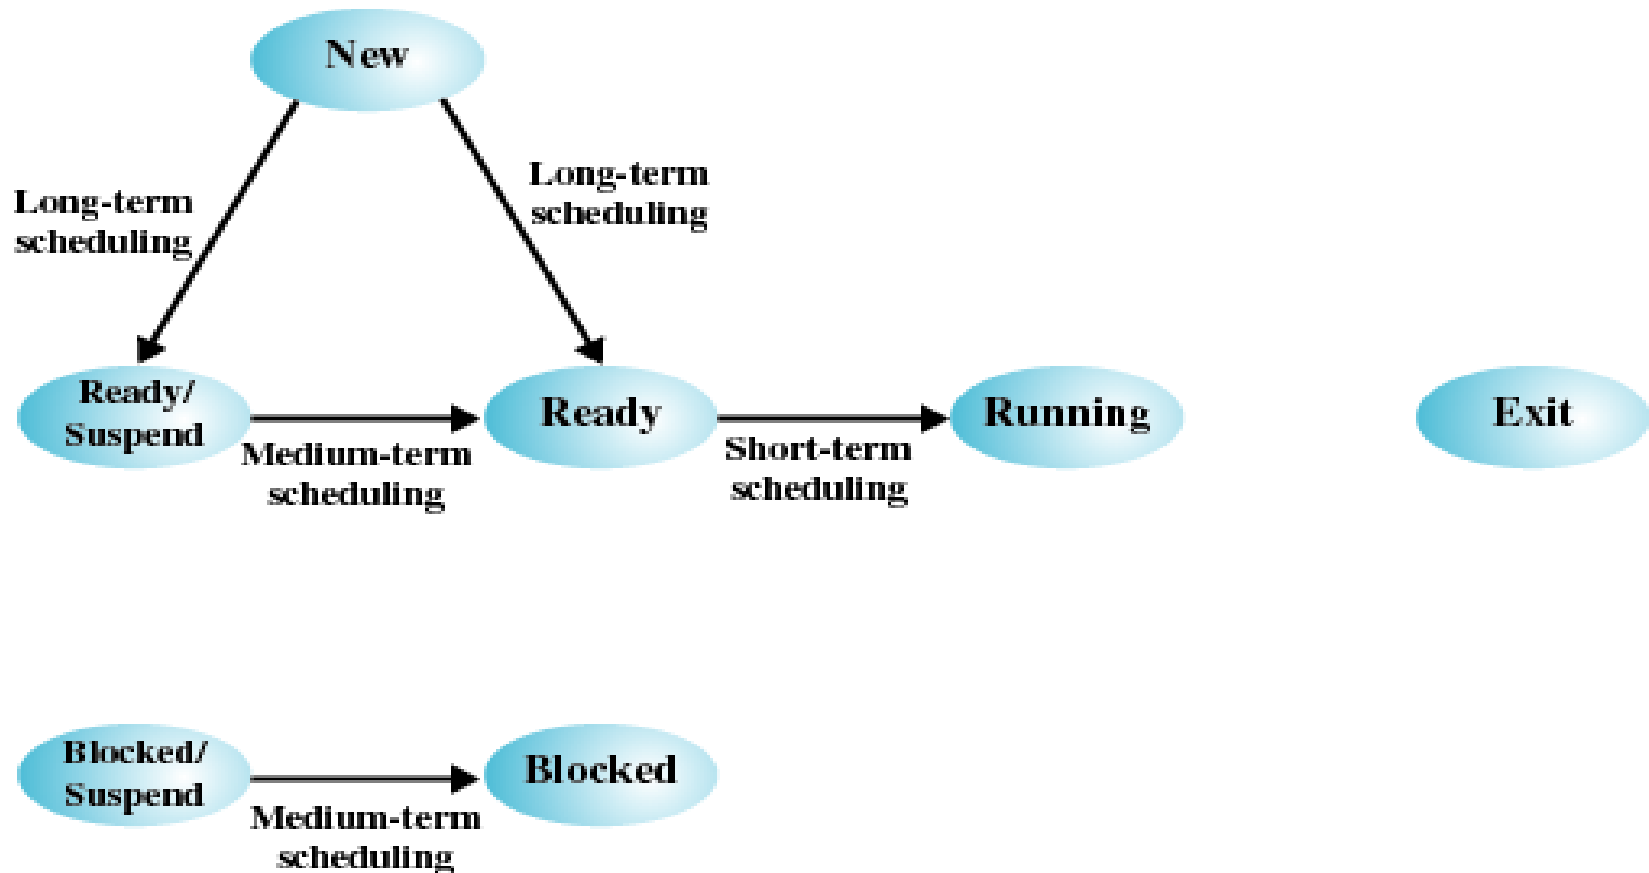 New
Long-term
scheduling
Long-term
scheduling
Ready/
Suspend
Medium-term
scheduling
Ready
Short-term
scheduling
Running
Exit
Blocked/
Suspend
Medium-term
scheduling
Blocked